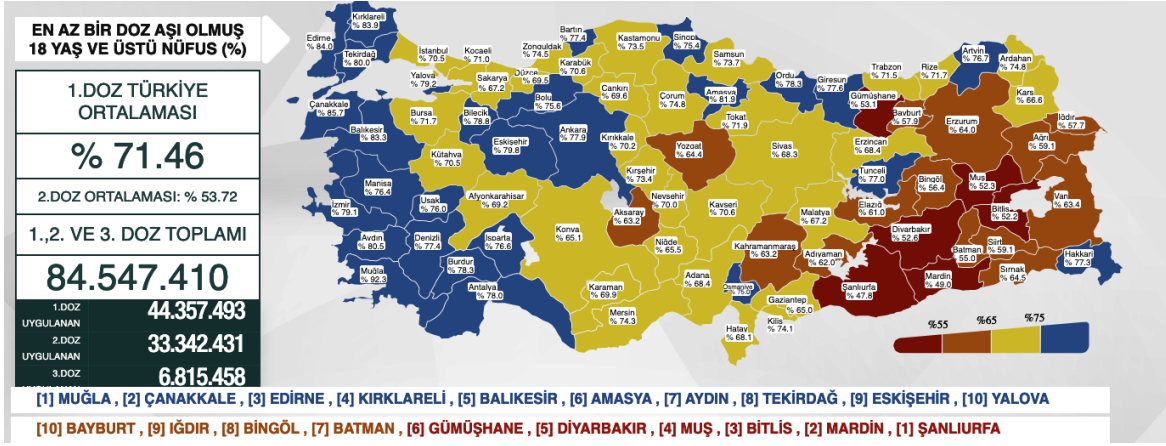 EN AZ BİR DOZ AŞI OLMUŞ
18 YAŞ VE ÜSTÜ NÜFUS (%)
1.DOZ TÜRKİYE
ORTALAMASI
% 71.46
2.DOZ ORTALAMASI: % 53.72
1.,2. VE 3. DOZ TOPLAMI
84.547.410
1.DOZ
UYGULANAN
44.357.493
2.DOZ
UYGULANAN
33.342.431
3.DOZ
6.815.458
Kırklareli
% 83.9
Edirne
% 84.0
Tekirdağ
% 80.0
İstanbul
% 70.5
Kocaeli
% 71.0
Yalova
% 79.2
Sakarya
% 67.2
Düzce
% 69.5
Zonguldak
% 74.5
Bartın
% 77.4
Karabük
% 70.6
Kastamonu
% 73.5
Sinop
% 75.4
Samsun
% 73.7
Çankırı
% 69.6
Çorum
% 74.8
Amasya
% 81.9
Tokat
% 71.9
Ordu
% 78.3
Giresun
% 77.6
Trabzon
% 71.5
Rize
% 71.7
Artvin
% 76.7
Ardahan
% 74.8
Kars
% 66.6
Gümüşhane
% 53.1
Bayburt
% 57.9
Erzurum
% 64.0
Iğdır
% 57.7
Ağrı
% 59.1
Çanakkale
% 85.7
Balıkesir
% 83.3
Bursa
% 71.7
Bilecik
% 78.8
Bolu
% 75.6
Eskişehir
% 79.8
Ankara
% 77.9
Kırıkkale
% 70.2
Yozgat
% 64.4
Sivas
% 68.3
Erzincan
% 68.4
Tunceli
% 77.0
Bingöl
% 56.4
Muş
% 52.3
Van
% 63.4
Bitlis
% 52.2
Kütahya
% 70.5
Manisa
% 76.4
İzmir
% 79.1
Uşak
% 76.0
Afyonkarahisar
% 69.2
Kırşehir
% 73.4
Nevşehir
% 70.0
Aksaray
% 63.2
Kayseri
% 70.6
Malatya
% 67.2
Elazığ
% 61.0
Diyarbakır
% 52.6
Batman
55.0
Siirt
% 59.1
Şırnak
% 64.5
Hakkari
% 77.3
Aydın
% 80.5
Denizli
% 77.4
Isparta
% 76.6
Burdur
% 78.3
Muğla
% 92.3
Antalya
% 78.0
Konya
% 65.1
Niğde
% 65.5
Karaman
% 69.9
Mersin
% 74.3
Adana
% 68.4
Kahramanmaraş
% 63.2
Adıyaman
% 62.0
Osmaniye
% 75.0
Gaziantep
% 65.0
Kilis
% 74.1
Hatay
% 68.1
Şanlıurfa
% 47.8
Mardin
% 49.0
%55 %65 %75
[1] MUĞLA , [2] ÇANAKKALE , [3] EDİRNE , [4] KIRKLARELİ , [5] BALIKESİR , [6] AMASYA , [7] AYDIN , [8] TEKİRDAĞ , [9] ESKİŞEHİR , [10] YALOVA
[10] BAYBURT , [9] IĞDIR , [8] BİNGÖL , [7] BATMAN , [6] GÜMÜŞHANE , [5] DİYARBAKIR , [4] MUŞ , [3] BİTLİS , [2] MARDİN , [1] ŞANLIURFA